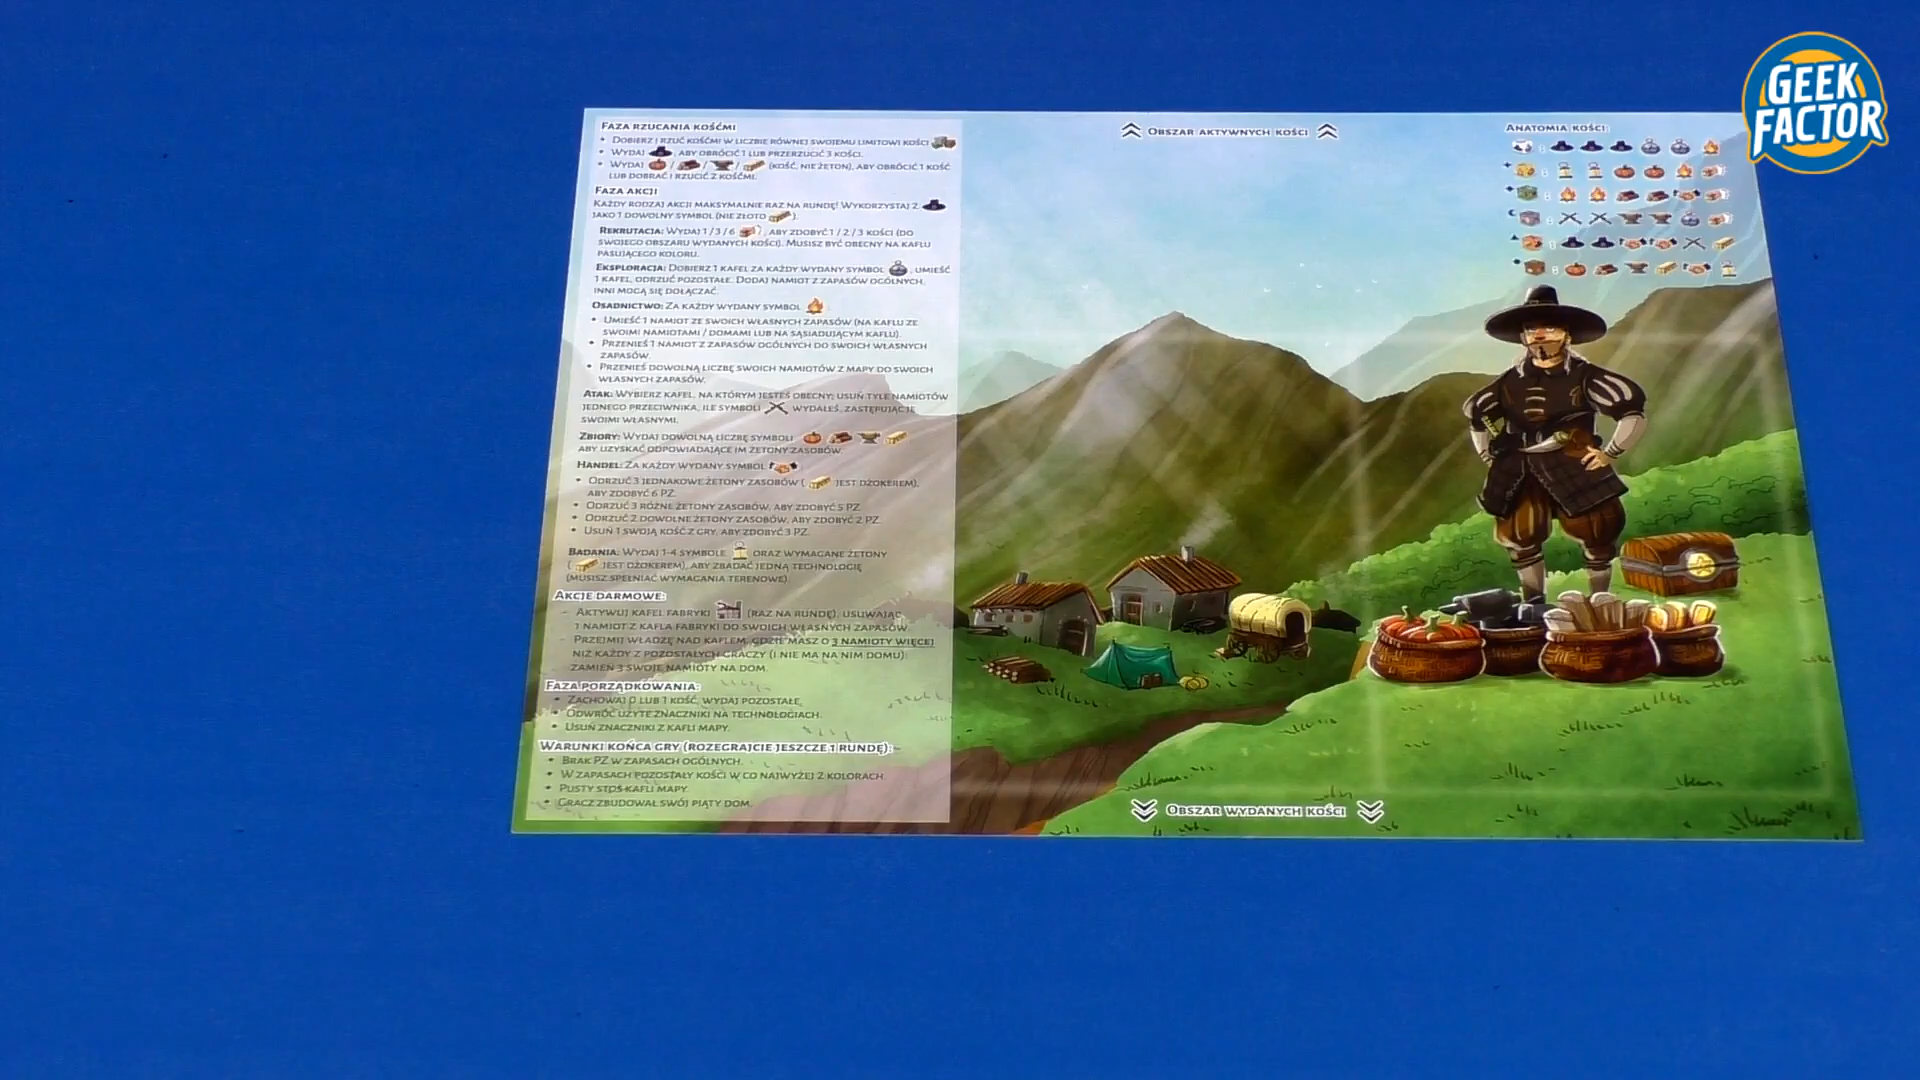 GEEK
FACTOR
Faza rzucania kośćmi
• Dobierz i rzuć kośćmi w liczbie równej swojemu limitowi kości
• Wydaj , aby obrócić 1 lub przerzucić 3 kości.
• Wydaj / / / (kość, nie żeton), aby obrócić 1 kość
lub dobrać i rzucić 2 kośćmi.
Faza akcji
Każdy rodzaj akcji maksymalnie raz na rundę! Wykorzystaj 2
jako 1 dowolny symbol (nie złoto ).
Rekrutacja: Wydaj 1 / 3 / 6 , aby zdobyć 1 / 2 / 3 kości (do
swojego obszaru wydanych kości). Musisz być obecny na kaflu
pasującego koloru.
Eksploracja: Dobierz 1 kafel za każdy wydany symbol , umieść
1 kafel, odrzuć pozostałe. Dodaj namiot z zapasów ogólnych,
inni mogą się dołączać.
Osadnictwo: Za każdy wydany symbol
• Umieść 1 namiot ze swoich własnych zapasów (na kaflu ze
swoimi namiotami / domami lub na sąsiadującym kaflu).
• Przenieś 1 namiot z zapasów ogólnych do swoich własnych
zapasów.
• Przenieś dowolną liczbę swoich namiotów z mapy do swoich
własnych zapasów.
Atak: Wybierz kafel, na którym jesteś obecny; usuń tyle namiotów
jednego przeciwnika, ile symboli wydałeś, zastępując je
swoimi własnymi.
Zbiory: Wydaj dowolną liczbę symboli
aby uzyskać odpowiadające im żetony zasobów.
Handel: Za każdy wydany symbol
• Odrzuć 3 jednakowe żetony zasobów ( jest dżokerem),
aby zdobyć 6 PZ.
• Odrzuć 3 różne żetony zasobów, aby zdobyć 5 PZ.
• Odrzuć 2 dowolne żetony zasobów, aby zdobyć 2 PZ.
• Usuń 1 swoją kość z gry, aby zdobyć 3 PZ.
Badania: Wydaj 1-4 symbole oraz wymagane żetony
( jest dżokerem), aby zbadać jedną technologię
(musisz spełniać wymagania terenowe).
Akcje darmowe:
– Aktywuj kafel fabryki (raz na rundę), usuwając
1 namiot z kafla fabryki do swoich własnych zapasów
– Przejmij władzę nad kaflem, gdzie masz o 3 namioty więcej
niż każdy z pozostałych graczy (i nie ma na nim domu):
zamień 3 swoje namioty na dom.
Faza porządkowania:
• Zachowaj 0 lub 1 kość, wydaj pozostałe.
• Odwróć użyte znaczniki na technologiach.
• Usuń znaczniki z kafli mapy.
Warunki końca gry (rozegrajcie jeszcze 1 rundę):
• Brak PZ w zapasach ogólnych.
• W zapasach pozostały kości w co najwyżej 2 kolorach.
• Pusty stos kafli mapy.
• Gracz zbudował swój piąty dom.
Obszar aktywnych kości
Anatomia kości:
Obszar wydanych kości